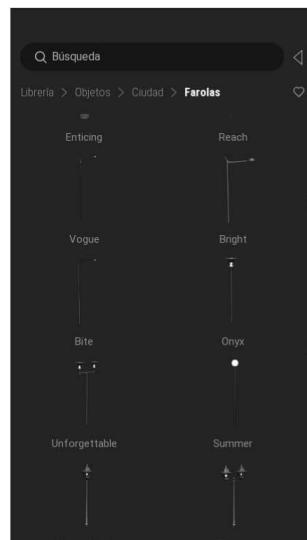 Búsqueda
Librería > Objetos > Ciudad > Farolas
Enticing Reach
Vogue Bright
Bite Onyx
Unforgettable Summer